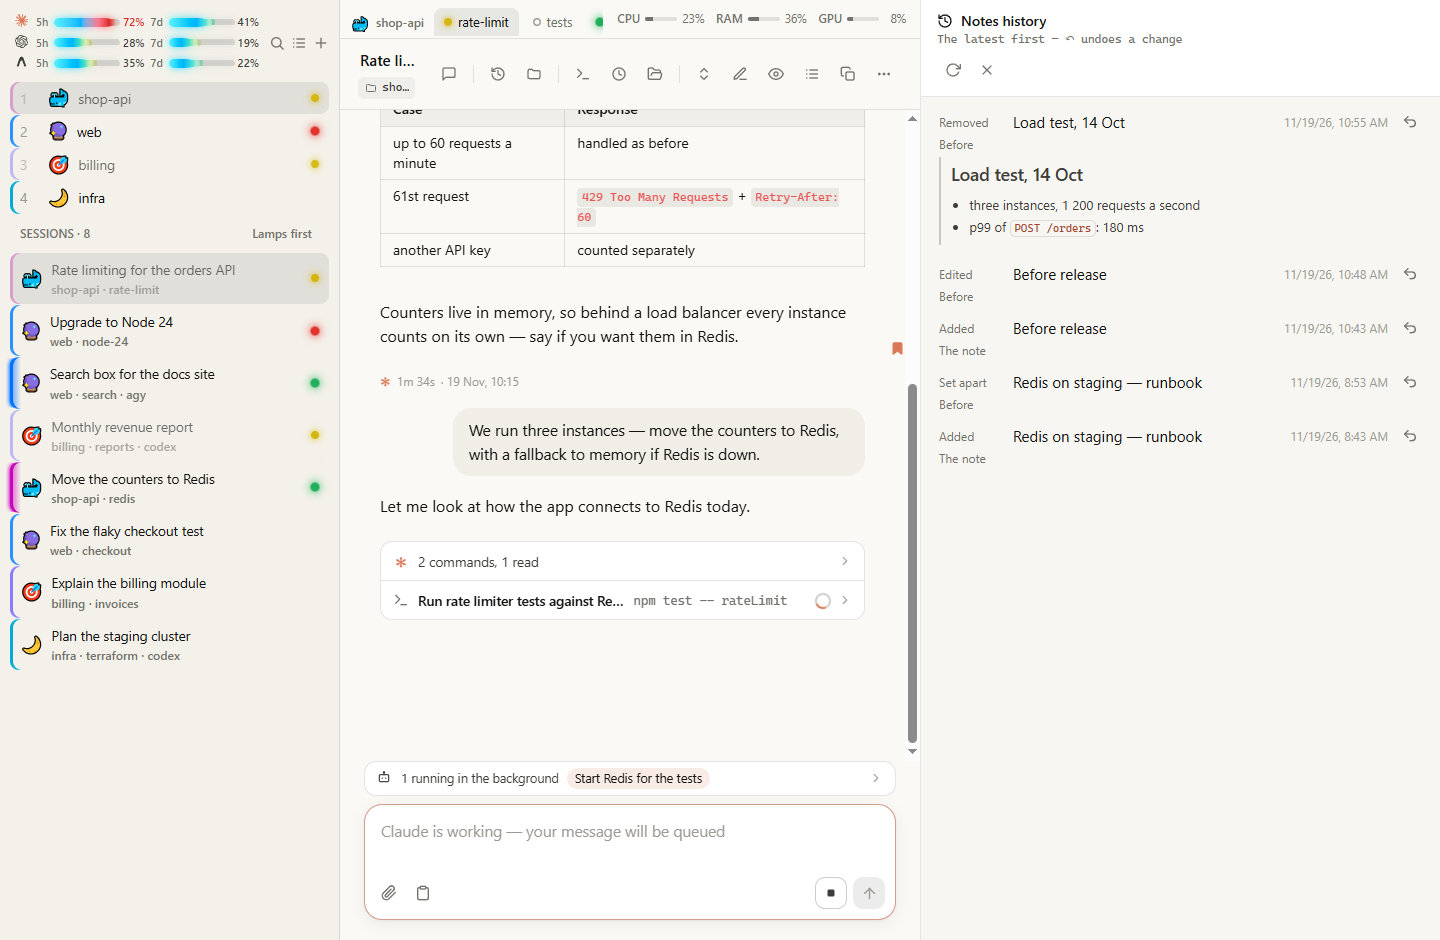 5h 72% 7d 41%
5h 28% 7d 19%
5h 35% 7d 22%
1 shop-api
2 web
3 billing
4 infra
SESSIONS · 8 Lamps first
Rate limiting for the orders API
shop-api · rate-limit
Upgrade to Node 24
web · node-24
Search box for the docs site
web · search · agy
Monthly revenue report
billing · reports · codex
Move the counters to Redis
shop-api · redis
Fix the flaky checkout test
web · checkout
Explain the billing module
billing · invoices
Plan the staging cluster
infra · terraform · codex
shop-api rate-limit tests CPU 23% RAM 36% GPU 8%
Rate li...
sho...
Case Response
up to 60 requests a minute handled as before
61st request 429 Too Many Requests + Retry-After: 60
another API key counted separately
Counters live in memory, so behind a load balancer every instance
counts on its own — say if you want them in Redis.
1m 34s · 19 Nov, 10:15
We run three instances — move the counters to Redis,
with a fallback to memory if Redis is down.
Let me look at how the app connects to Redis today.
2 commands, 1 read
Run rate limiter tests against Re... npm test -- rateLimit
1 running in the background Start Redis for the tests
Claude is working — your message will be queued
Notes history
The latest first — ↶ undoes a change
Removed Load test, 14 Oct 11/19/26, 10:55 AM
Before
Load test, 14 Oct
• three instances, 1 200 requests a second
• p99 of POST /orders: 180 ms
Edited Before release 11/19/26, 10:48 AM
Before
Added Before release 11/19/26, 10:43 AM
The note
Set apart Redis on staging — runbook 11/19/26, 8:53 AM
Before
Added Redis on staging — runbook 11/19/26, 8:43 AM
The note